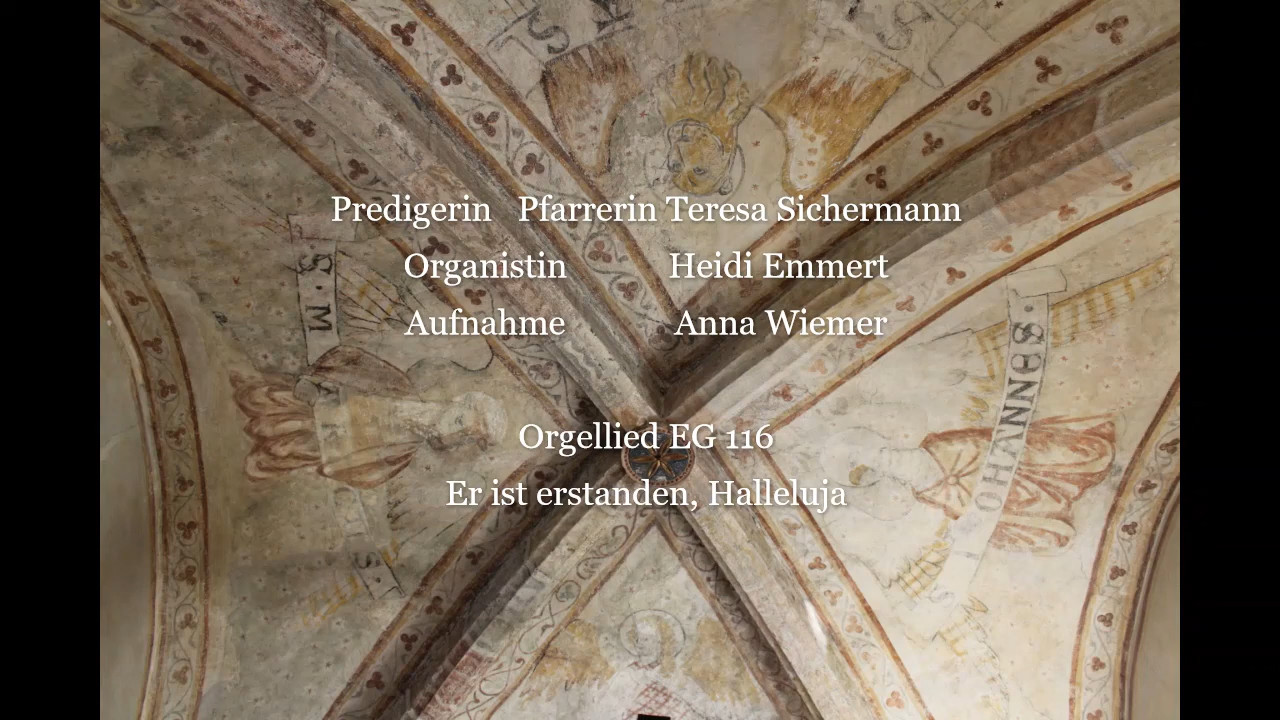 Predigerin Pfarrerin Teresa Sichermann
Organistin Heidi Emmert
Aufnahme Anna Wiemer
Orgellied EG 116
Er ist erstanden, Halleluja
S · M